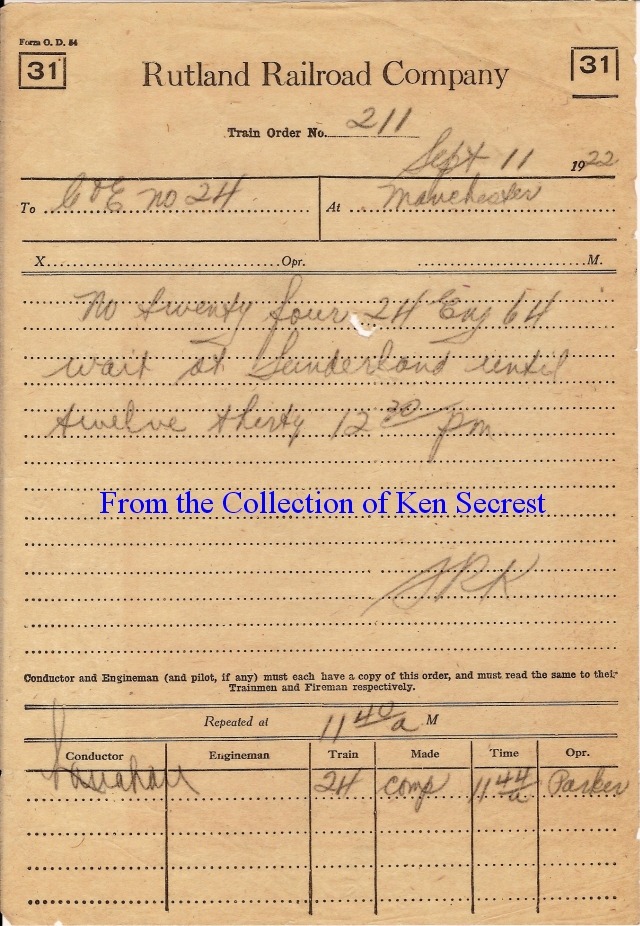 Form O. D. 54
31 Rutland Railroad Company 31
Train Order No. 211
Sept 11 1922
To C & E no 24 At Manchester
X Opr. M.
No twenty four 24 Eng 64
wait at Sunderland until
twelve thirty 12 30 pm
From the Collection of Ken Secrest
Conductor and Engineman (and pilot, if any) must each have a copy of this order, and must read the same to their
Trainmen and Fireman respectively.
Repeated at 11 40 a M
Conductor Engineman Train Made Time Opr.
24 comp 11 44 a Parker